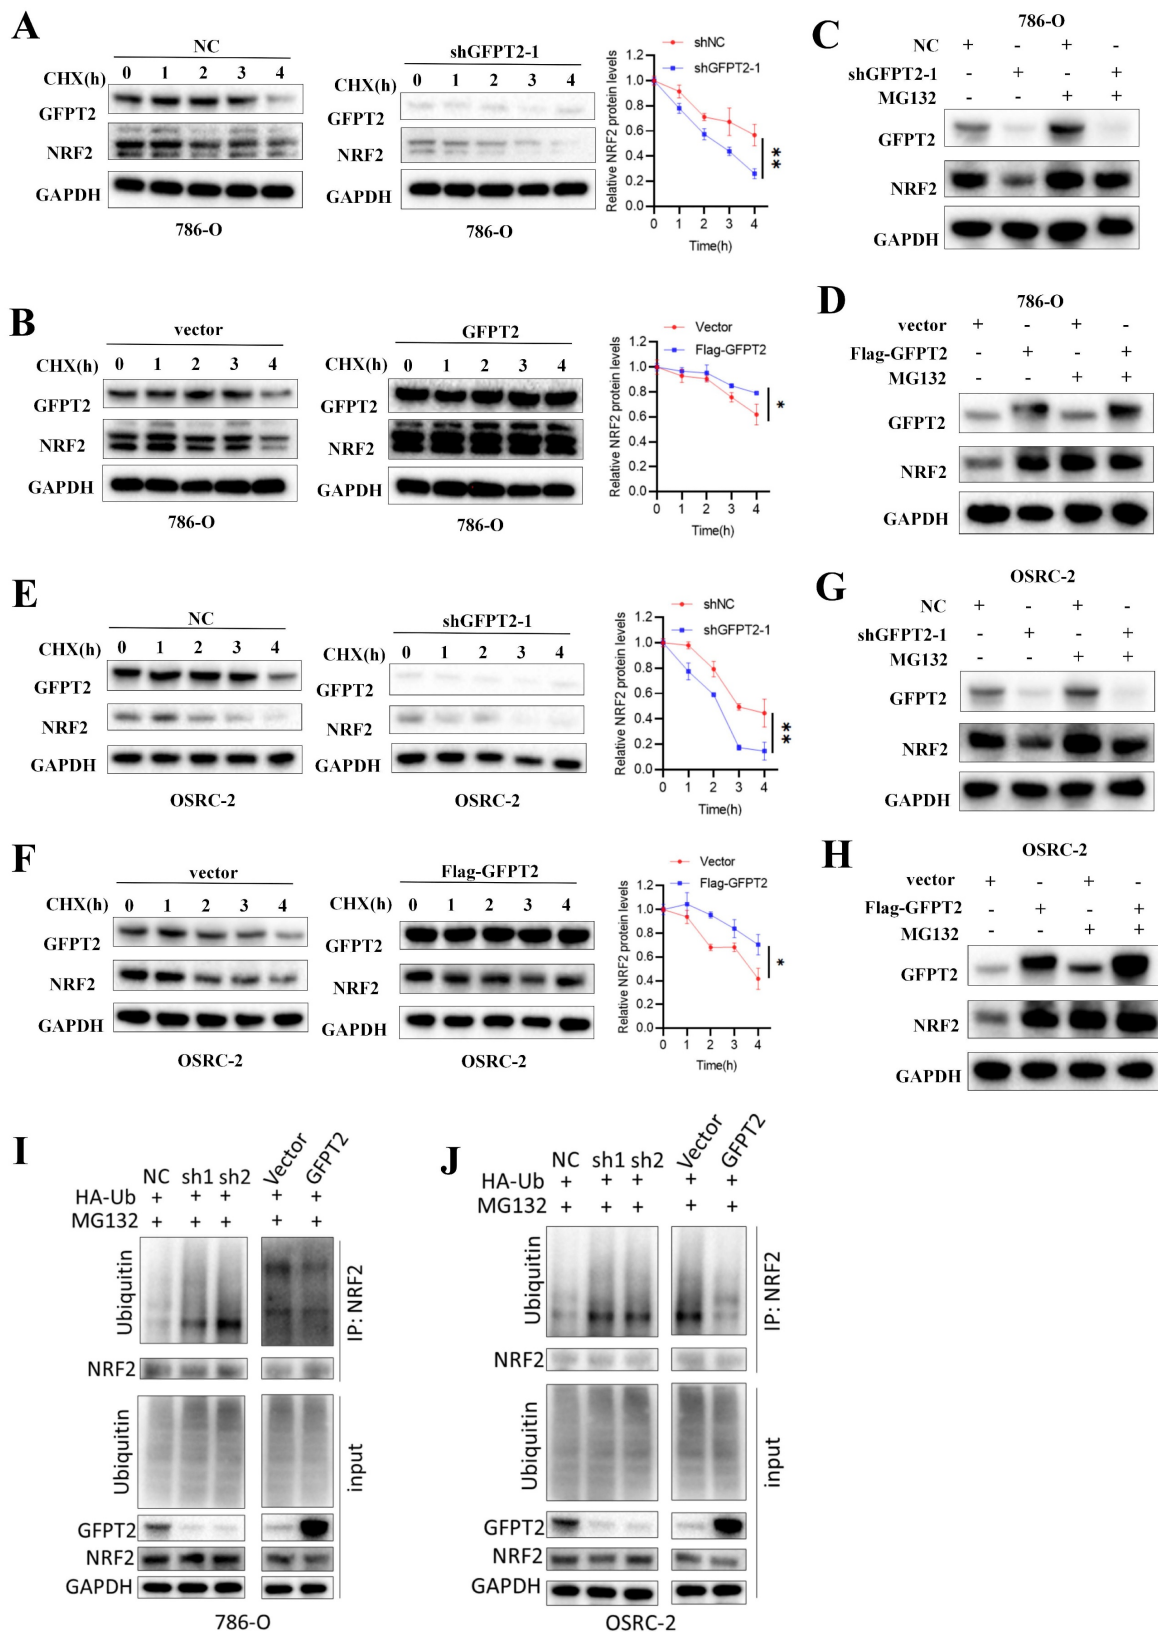 A
NC
CHX(h) 0 1 2 3 4
GFPT2
NRF2
GAPDH
786-O
shGFPT2-1
0 1 2 3 4
GFPT2
NRF2
GAPDH
786-O
shNC
shGFPT2-1
Relative NRF2 protein levels
1.2
1.0
0.8
0.6
0.4
0.2
0.0
0 1 2 3 4
Time(h)
**
C
786-O
NC + - + -
shGFPT2-1 - + - +
MG132 - - + +
GFPT2
NRF2
GAPDH
B
vector
CHX(h) 0 1 2 3 4
GFPT2
NRF2
GAPDH
786-O
GFPT2
CHX(h) 0 1 2 3 4
GFPT2
NRF2
GAPDH
786-O
Vector
Flag-GFPT2
Relative NRF2 protein levels
1.2
1.0
0.8
0.6
0.4
0.2
0.0
0 1 2 3 4
Time(h)
*
D
786-O
vector + - + -
Flag-GFPT2 - + - +
MG132 - - + +
GFPT2
NRF2
GAPDH
E
NC
CHX(h) 0 1 2 3 4
GFPT2
NRF2
GAPDH
OSRC-2
shGFPT2-1
CHX(h) 0 1 2 3 4
GFPT2
NRF2
GAPDH
OSRC-2
shNC
shGFPT2-1
Relative NRF2 protein levels
1.2
1.0
0.8
0.6
0.4
0.2
0.0
0 1 2 3 4
Time(h)
**
G
OSRC-2
NC + - + -
shGFPT2-1 - + - +
MG132 - - + +
GFPT2
NRF2
GAPDH
F
vector
CHX(h) 0 1 2 3 4
GFPT2
NRF2
GAPDH
OSRC-2
Flag-GFPT2
CHX(h) 0 1 2 3 4
GFPT2
NRF2
GAPDH
OSRC-2
Vector
Flag-GFPT2
Relative NRF2 protein levels
1.2
1.0
0.8
0.6
0.4
0.2
0.0
0 1 2 3 4
Time(h)
*
H
OSRC-2
vector + - + -
Flag-GFPT2 - + - +
MG132 - - + +
GFPT2
NRF2
GAPDH
I
NC sh1 sh2 Vector GFPT2
HA-Ub + + + + +
MG132 + + + + +
Ubiquitin
IP: NRF2
NRF2
Ubiquitin
input
GFPT2
NRF2
GAPDH
786-O
J
NC sh1 sh2 Vector GFPT2
HA-Ub + + + + +
MG132 + + + + +
Ubiquitin
IP: NRF2
NRF2
Ubiquitin
input
GFPT2
NRF2
GAPDH
OSRC-2